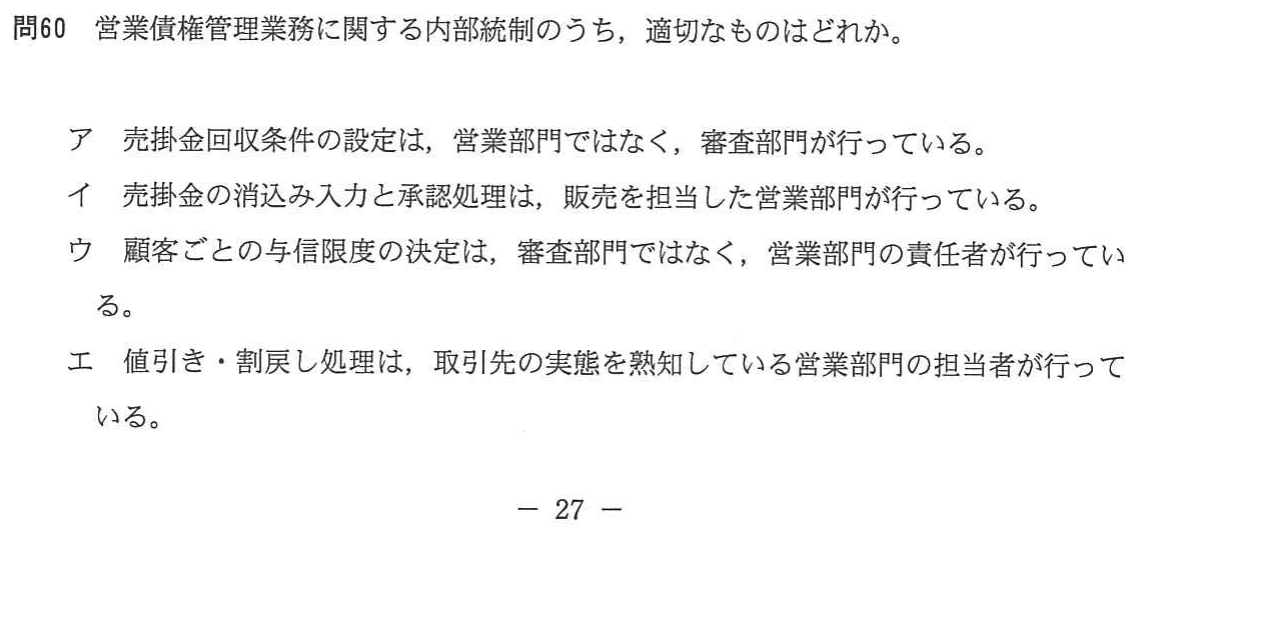 問60 営業債権管理業務に関する内部統制のうち，適切なものはどれか。
ア 売掛金回収条件の設定は，営業部門ではなく，審査部門が行っている。
イ 売掛金の消込み入力と承認処理は，販売を担当した営業部門が行っている。
ウ 顧客ごとの与信限度の決定は，審査部門ではなく，営業部門の責任者が行ってい
る。
エ 値引き・割戻し処理は，取引先の実態を熟知している営業部門の担当者が行って
いる。
－ 27 －